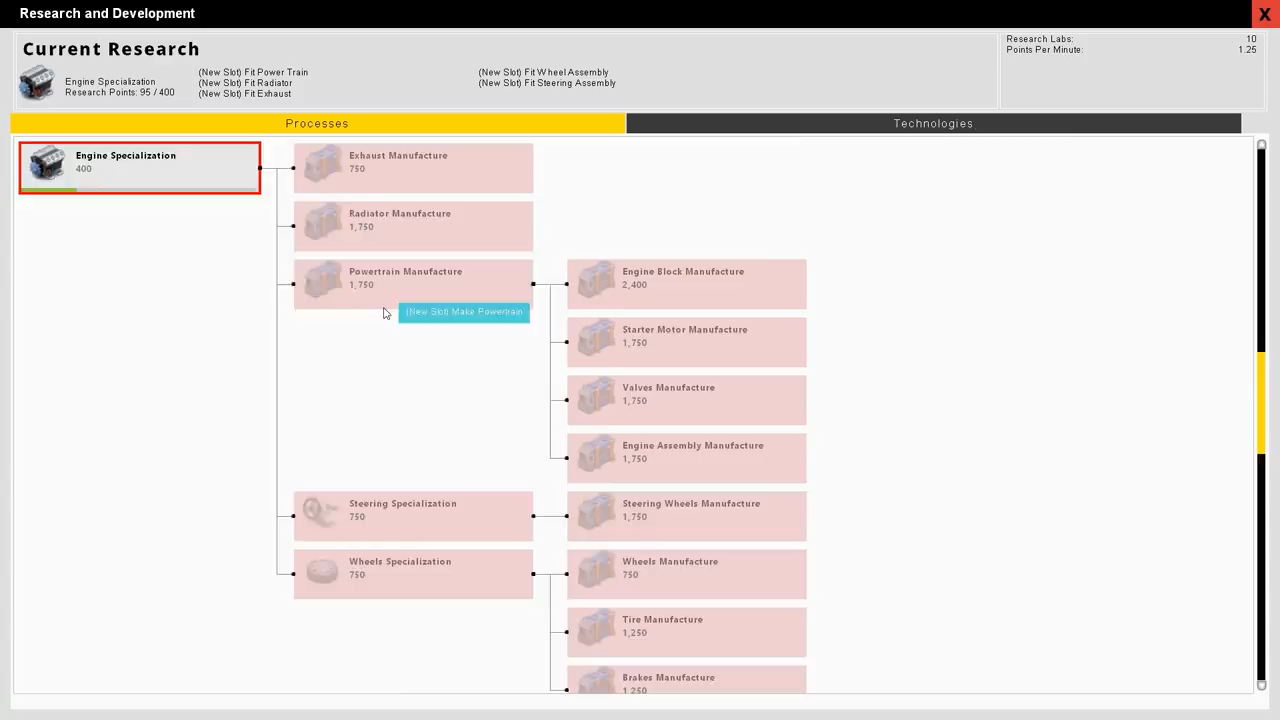 Research and Development
X
Current Research
Engine Specialization
Research Points: 95 / 400
(New Slot) Fit Power Train
(New Slot) Fit Radiator
(New Slot) Fit Exhaust
(New Slot) Fit Wheel Assembly
(New Slot) Fit Steering Assembly
Research Labs: 10
Points Per Minute: 1.25
Processes
Technologies
Engine Specialization
400
Exhaust Manufacture
750
Radiator Manufacture
1,750
Powertrain Manufacture
1,750
(New Slot) Make Powertrain
Engine Block Manufacture
2,400
Starter Motor Manufacture
1,750
Valves Manufacture
1,750
Engine Assembly Manufacture
1,750
Steering Specialization
750
Steering Wheels Manufacture
1,750
Wheels Specialization
750
Wheels Manufacture
750
Tire Manufacture
1,250
Brakes Manufacture
1,250